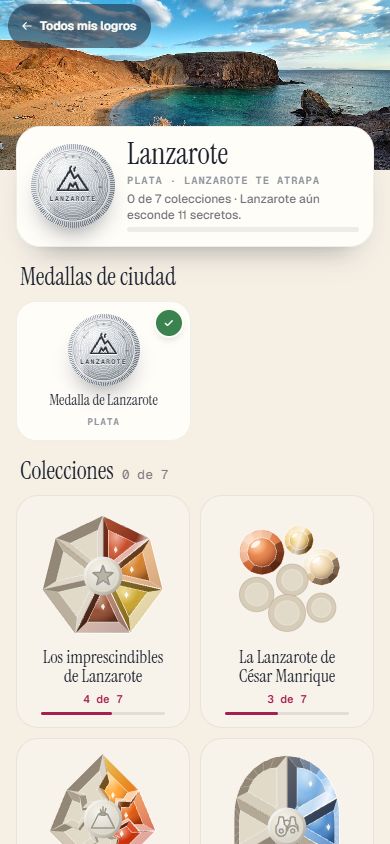 ← Todos mis logros
Lanzarote
PLATA · LANZAROTE TE ATRAPA
0 de 7 colecciones · Lanzarote aún
esconde 11 secretos.
LANZAROTE
Medallas de ciudad
LANZAROTE
Medalla de Lanzarote
PLATA
Colecciones 0 de 7
Los imprescindibles
de Lanzarote
4 de 7
La Lanzarote de
César Manrique
3 de 7